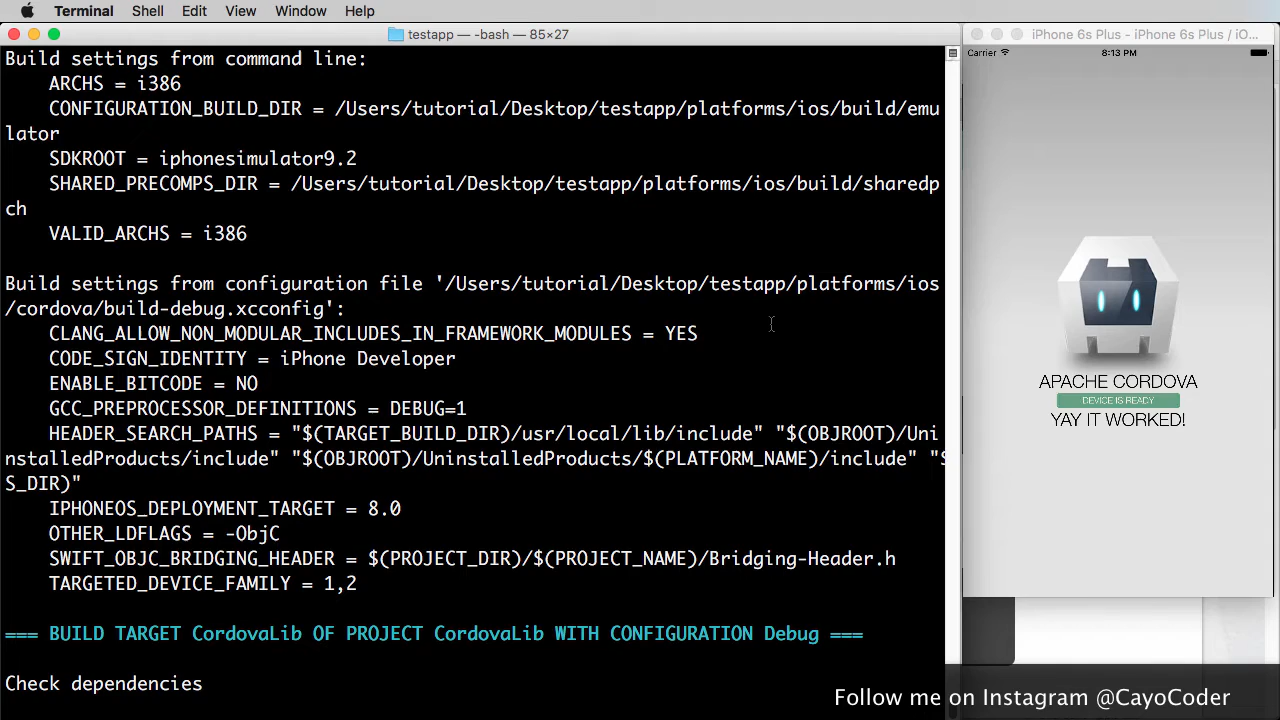 Terminal Shell Edit View Window Help
testapp — -bash — 85×27
Build settings from command line:
ARCHS = i386
CONFIGURATION_BUILD_DIR = /Users/tutorial/Desktop/testapp/platforms/ios/build/emu
lator
SDKROOT = iphonesimulator9.2
SHARED_PRECOMPS_DIR = /Users/tutorial/Desktop/testapp/platforms/ios/build/sharedp
ch
VALID_ARCHS = i386
Build settings from configuration file '/Users/tutorial/Desktop/testapp/platforms/ios
/cordova/build-debug.xcconfig':
CLANG_ALLOW_NON_MODULAR_INCLUDES_IN_FRAMEWORK_MODULES = YES
CODE_SIGN_IDENTITY = iPhone Developer
ENABLE_BITCODE = NO
GCC_PREPROCESSOR_DEFINITIONS = DEBUG=1
HEADER_SEARCH_PATHS = "$(TARGET_BUILD_DIR)/usr/local/lib/include" "$(OBJROOT)/Uni
nstalledProducts/include" "$(OBJROOT)/UninstalledProducts/$(PLATFORM_NAME)/include" "
S_DIR)"
IPHONEOS_DEPLOYMENT_TARGET = 8.0
OTHER_LDFLAGS = -ObjC
SWIFT_OBJC_BRIDGING_HEADER = $(PROJECT_DIR)/$(PROJECT_NAME)/Bridging-Header.h
TARGETED_DEVICE_FAMILY = 1,2
=== BUILD TARGET CordovaLib OF PROJECT CordovaLib WITH CONFIGURATION Debug ===
Check dependencies
iPhone 6s Plus - iPhone 6s Plus / iO...
Carrier 8:13 PM
APACHE CORDOVA
DEVICE IS READY
YAY IT WORKED!
Follow me on Instagram @CayoCoder